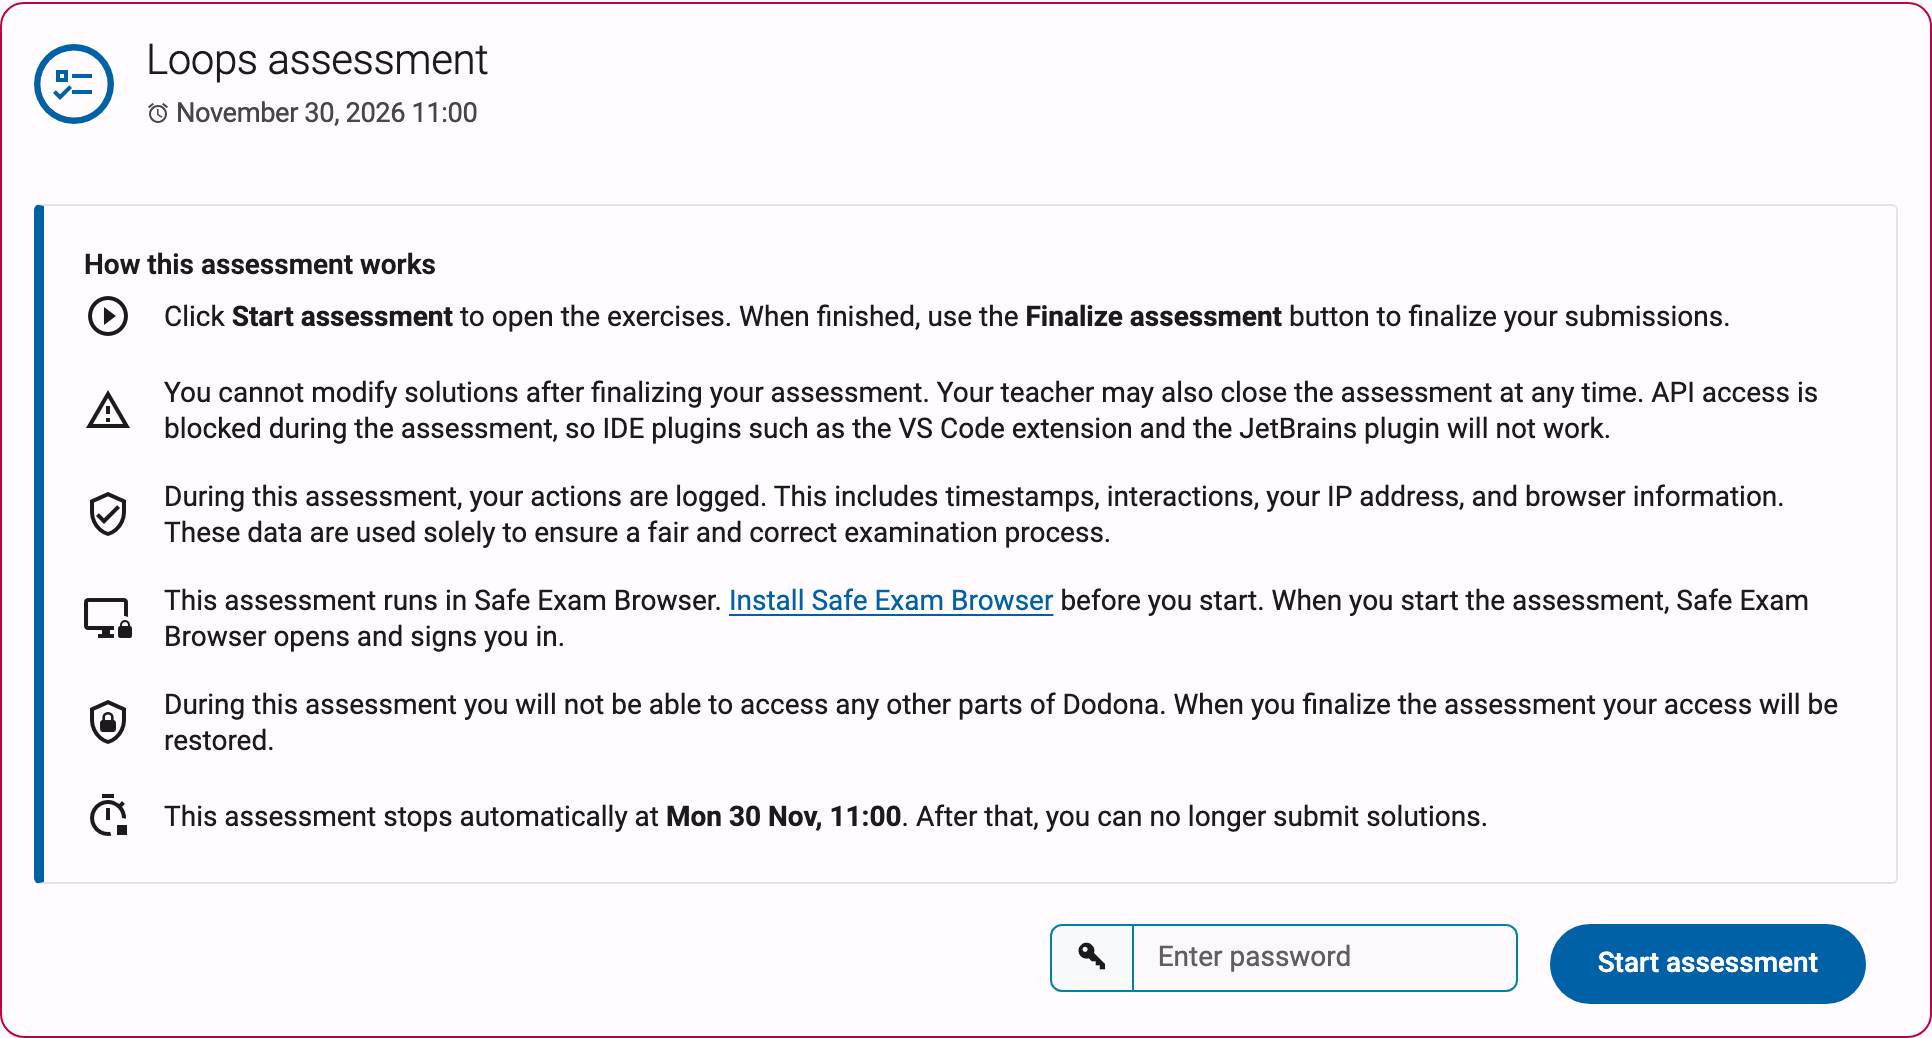 Loops assessment
November 30, 2026 11:00
How this assessment works
Click Start assessment to open the exercises. When finished, use the Finalize assessment button to finalize your submissions.
You cannot modify solutions after finalizing your assessment. Your teacher may also close the assessment at any time. API access is
blocked during the assessment, so IDE plugins such as the VS Code extension and the JetBrains plugin will not work.
During this assessment, your actions are logged. This includes timestamps, interactions, your IP address, and browser information.
These data are used solely to ensure a fair and correct examination process.
This assessment runs in Safe Exam Browser. Install Safe Exam Browser before you start. When you start the assessment, Safe Exam
Browser opens and signs you in.
During this assessment you will not be able to access any other parts of Dodona. When you finalize the assessment your access will be
restored.
This assessment stops automatically at Mon 30 Nov, 11:00. After that, you can no longer submit solutions.
Enter password
Start assessment